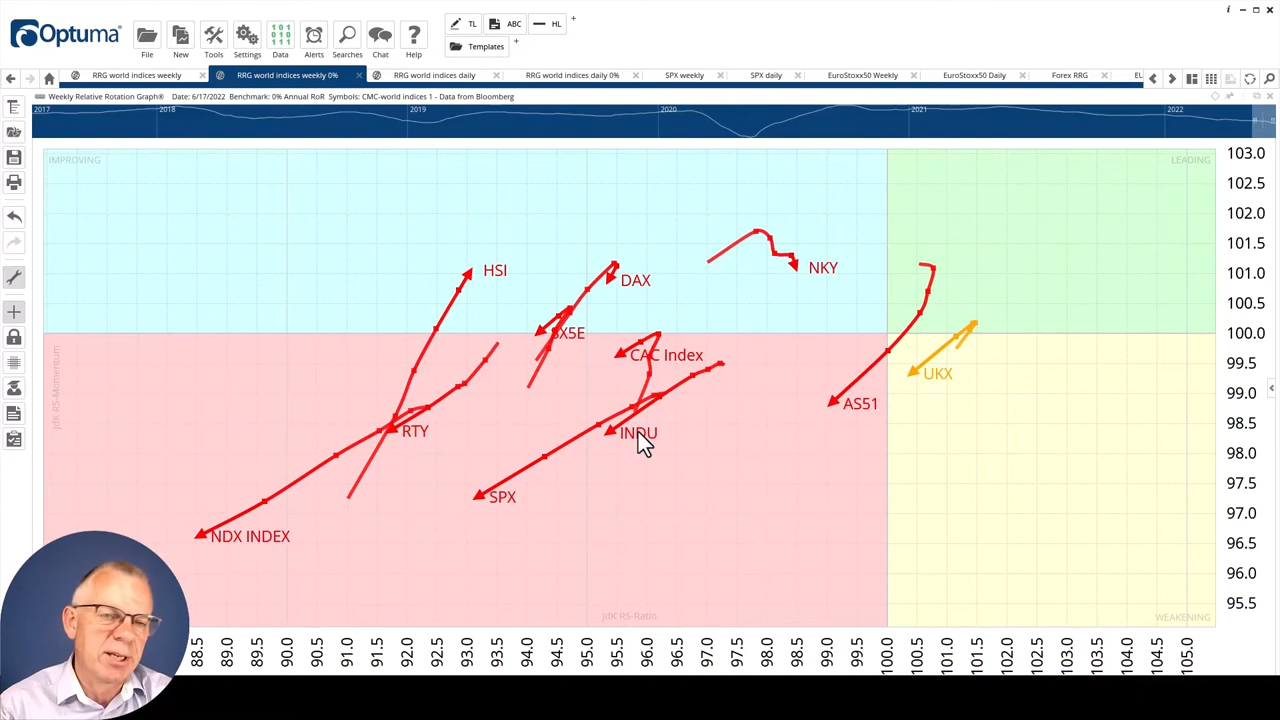 Optuma®
File New Tools Settings Data Alerts Searches Chat Help
TL ABC HL +
Templates +
RRG world indices weekly × RRG world indices weekly 0% × RRG world indices daily × RRG world indices daily 0% × SPX weekly × SPX daily × EuroStoxx50 Weekly × EuroStoxx50 Daily × Forex RRG ×
Weekly Relative Rotation Graph® Date: 6/17/2022 Benchmark: 0% Annual RoR Symbols: CMC-world indices 1 - Data from Bloomberg
2017 2018 2019 2020 2021 2022
IMPROVING LEADING
103.0
102.5
102.0
101.5
101.0
100.5
100.0
99.5
99.0
98.5
98.0
97.5
97.0
96.5
96.0
95.5
HSI
DAX
NKY
SX5E
CAC Index
UKX
AS51
RTY
INDU
SPX
NDX INDEX
JdK RS-Momentum
JdK RS-Ratio
WEAKENING
88.5 89.0 89.5 90.0 90.5 91.0 91.5 92.0 92.5 93.0 93.5 94.0 94.5 95.0 95.5 96.0 96.5 97.0 97.5 98.0 98.5 99.0 99.5 100.0 100.5 101.0 101.5 102.0 102.5 103.0 103.5 104.0 104.5 105.0